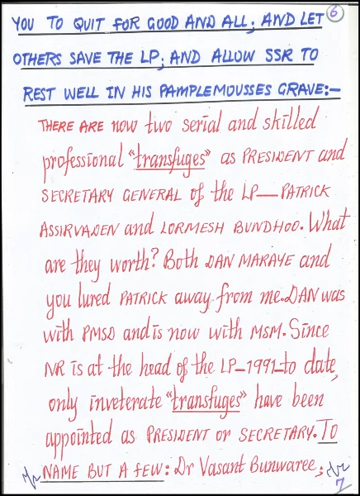 YOU TO QUIT FOR GOOD AND ALL; AND LET 6
OTHERS SAVE THE LP; AND ALLOW SSR TO
REST WELL IN HIS PAMPLEMOUSSES GRAVE:-
THERE ARE now two serial and skilled
professional "transfuges" as PRESIDENT and
SECRETARY GENERAL of the LP—PATRICK
ASSIRVADEN and LORMESH BUNDHOO. What
are they worth? Both DAN MARAYE and
you lured PATRICK away from me. DAN was
with PMSD and is now with MSM. Since
NR is at the head of the LP—1991—to date,
only inveterate "transfuges" have been
appointed as PRESIDENT or SECRETARY. TO
NAME BUT A FEW: Dr Vasant Bunwaree;
7